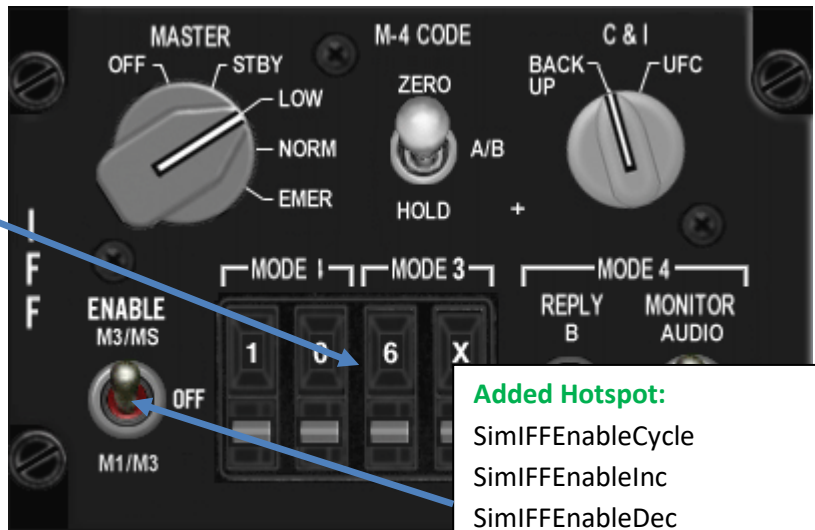 MASTER
OFF
STBY
LOW
NORM
EMER
M-4 CODE
ZERO
A/B
HOLD
+
C & I
BACK UP
UFC
I
F
F
MODE 1
MODE 3
MODE 4
ENABLE
M3/MS
OFF
M1/M3
1
6
X
REPLY
B
MONITOR
AUDIO
Added Hotspot:
SimIFFEnableCycle
SimIFFEnableInc
SimIFFEnableDec